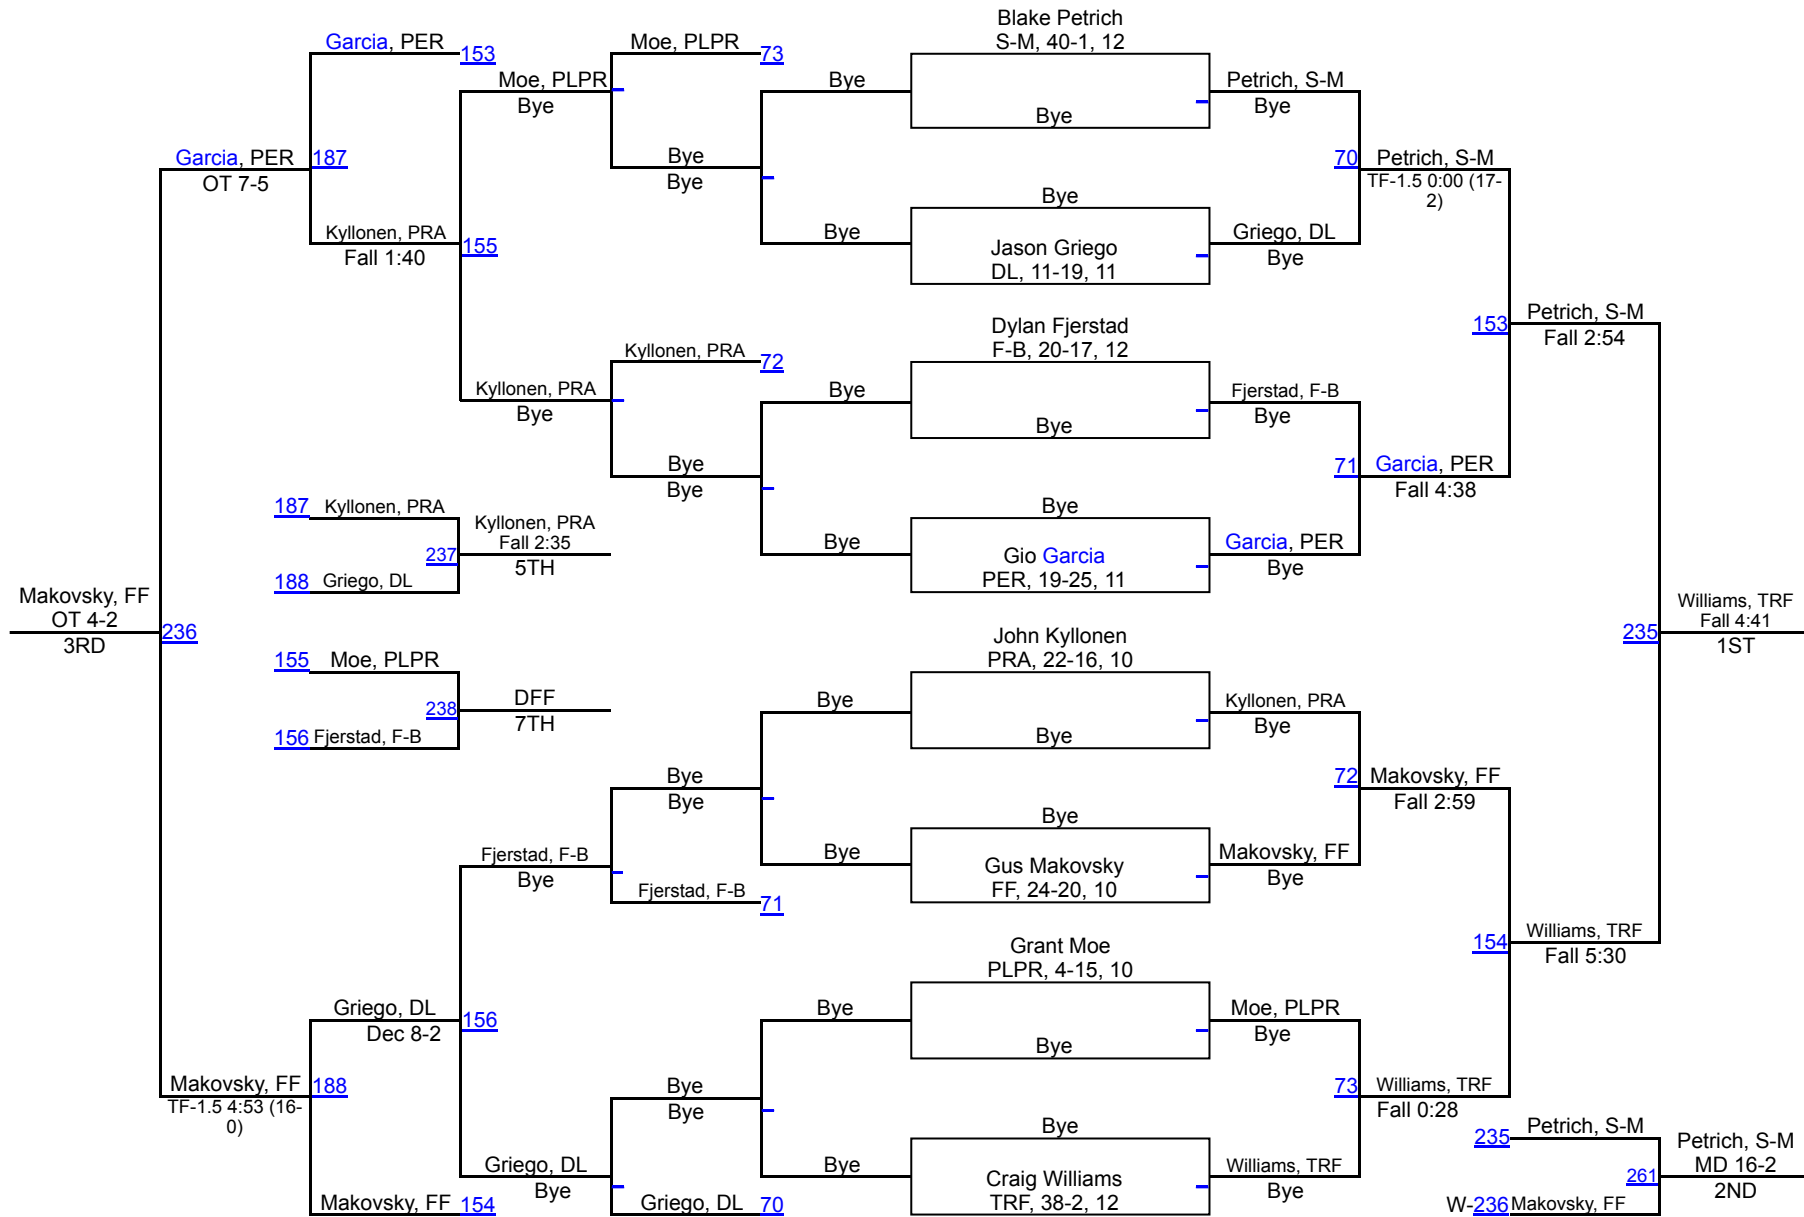 Blake Petrich
S-M, 40-1, 12
Garcia, PER
153
Moe, PLPR
73
Moe, PLPR
Bye
Bye
Bye
Petrich, S-M
Bye
Garcia, PER
187
OT 7-5
Bye
Bye
70
Petrich, S-M
TF-1.5 0:00 (17-
2)
Kyllonen, PRA
155
Fall 1:40
Bye
Bye
Jason Griego
DL, 11-19, 11
Griego, DL
Bye
153
Petrich, S-M
Fall 2:54
Dylan Fjerstad
F-B, 20-17, 12
Kyllonen, PRA
72
Kyllonen, PRA
Bye
Bye
Bye
Fjerstad, F-B
Bye
Bye
Bye
71
Garcia, PER
Fall 4:38
187
Kyllonen, PRA
Kyllonen, PRA
Fall 2:35
5TH
237
188
Griego, DL
Bye
Bye
Gio Garcia
PER, 19-25, 11
Garcia, PER
Bye
Makovsky, FF
OT 4-2
3RD
236
Williams, TRF
Fall 4:41
1ST
235
John Kyllonen
PRA, 22-16, 10
155
Moe, PLPR
DFF
7TH
238
156
Fjerstad, F-B
Bye
Bye
Kyllonen, PRA
Bye
Bye
Bye
72
Makovsky, FF
Fall 2:59
Fjerstad, F-B
Bye
Fjerstad, F-B
71
Bye
Bye
Gus Makovsky
FF, 24-20, 10
Makovsky, FF
Bye
154
Williams, TRF
Fall 5:30
Grant Moe
PLPR, 4-15, 10
Griego, DL
156
Dec 8-2
Bye
Bye
Moe, PLPR
Bye
Makovsky, FF
188
TF-1.5 4:53 (16-
0)
Bye
Bye
73
Williams, TRF
Fall 0:28
Griego, DL
Bye
Bye
Bye
Craig Williams
TRF, 38-2, 12
Williams, TRF
Bye
Makovsky, FF
154
Griego, DL
70
235
Petrich, S-M
Petrich, S-M
MD 16-2
2ND
261
W-236
Makovsky, FF